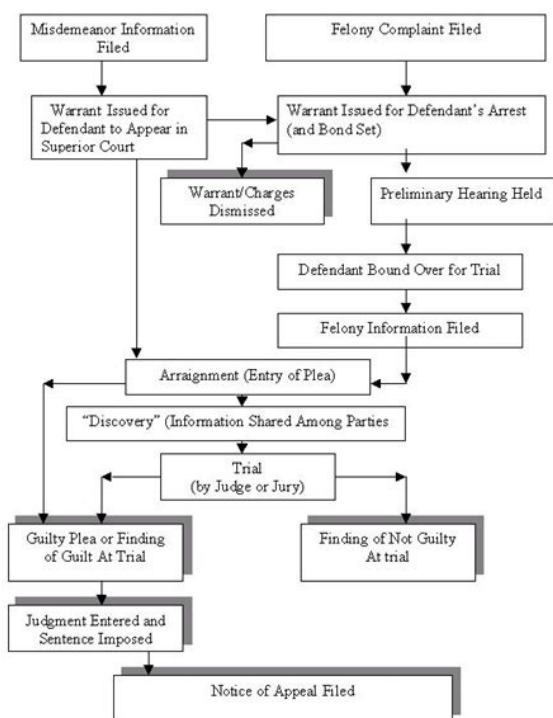 Misdemeanor Information
Filed
Felony Complaint Filed
Warrant Issued for
Defendant to Appear in
Superior Court
Warrant Issued for Defendant's Arrest
(and Bond Set)
Warrant/Charges
Dismissed
Preliminary Hearing Held
Defendant Bound Over for Trial
Felony Information Filed
Arraignment (Entry of Plea)
“Discovery” (Information Shared Among Parties
Trial
(by Judge or Jury)
Guilty Plea or Finding
of Guilt At Trial
Finding of Not Guilty
At trial
Judgment Entered and
Sentence Imposed
Notice of Appeal Filed